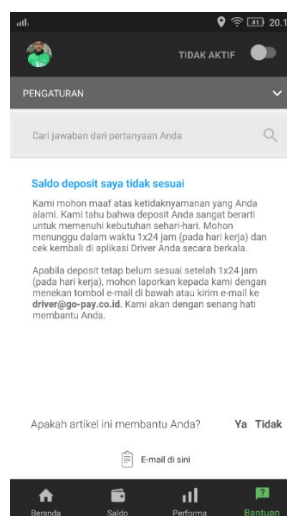 41 20.1
TIDAK AKTIF
PENGATURAN
Cari jawaban dari pertanyaan Anda
Saldo deposit saya tidak sesuai
Kami mohon maaf atas ketidaknyamanan yang Anda
alami. Kami tahu bahwa deposit Anda sangat berarti
untuk memenuhi kebutuhan sehari-hari. Mohon
menunggu dalam waktu 1x24 jam (pada hari kerja) dan
cek kembali di aplikasi Driver Anda secara berkala.
Apabila deposit tetap belum sesuai setelah 1x24 jam
(pada hari kerja), mohon laporkan kepada kami dengan
menekan tombol e-mail di bawah atau kirim e-mail ke
driver@go-pay.co.id. Kami akan dengan senang hati
membantu Anda.
Apakah artikel ini membantu Anda? Ya Tidak
E-mail di sini
Beranda Saldo Performa Bantuan